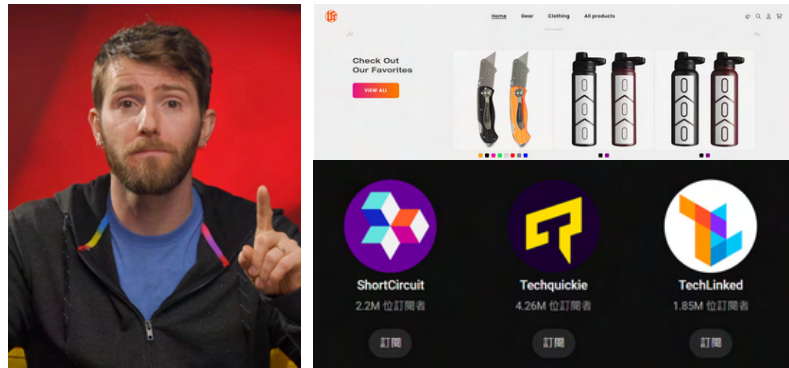 Home Gear Clothing All products
Check Out
Our Favorites
VIEW ALL
ShortCircuit Techquickie TechLinked
2.2M 位訂閱者 4.26M 位訂閱者 1.85M 位訂閱者
訂閱 訂閱 訂閱